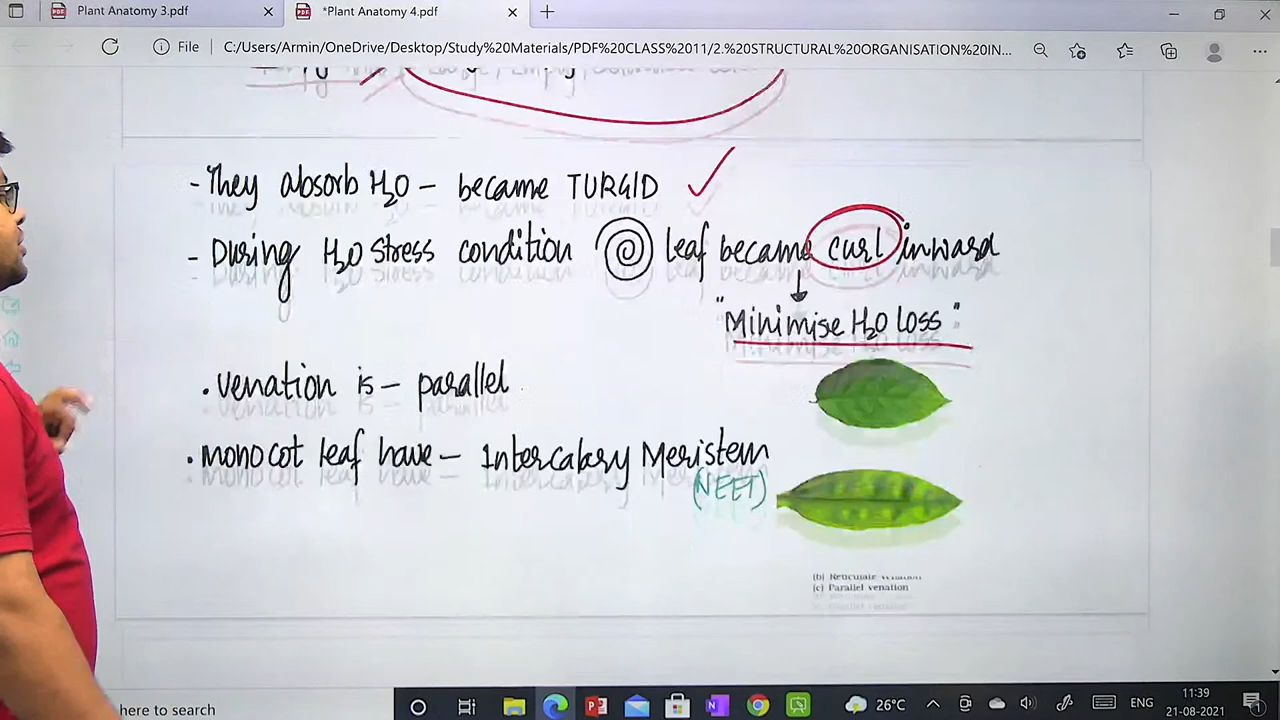 Plant Anatomy 3.pdf
*Plant Anatomy 4.pdf
File
C:/Users/Armin/OneDrive/Desktop/Study%20Materials/PDF%20CLASS%2011/2.%20STRUCTURAL%20ORGANISATION%20IN...
- They absorb H2O – became TURGID ✓
- During H2O stress condition leaf became curl inward
↓
"Minimise H2O Loss"
• venation is – parallel
• monocot leaf have – Intercalary Meristem
(NEET)
(b) Reticulate venation
(c) Parallel venation
here to search
26°C
ENG
11:39
21-08-2021